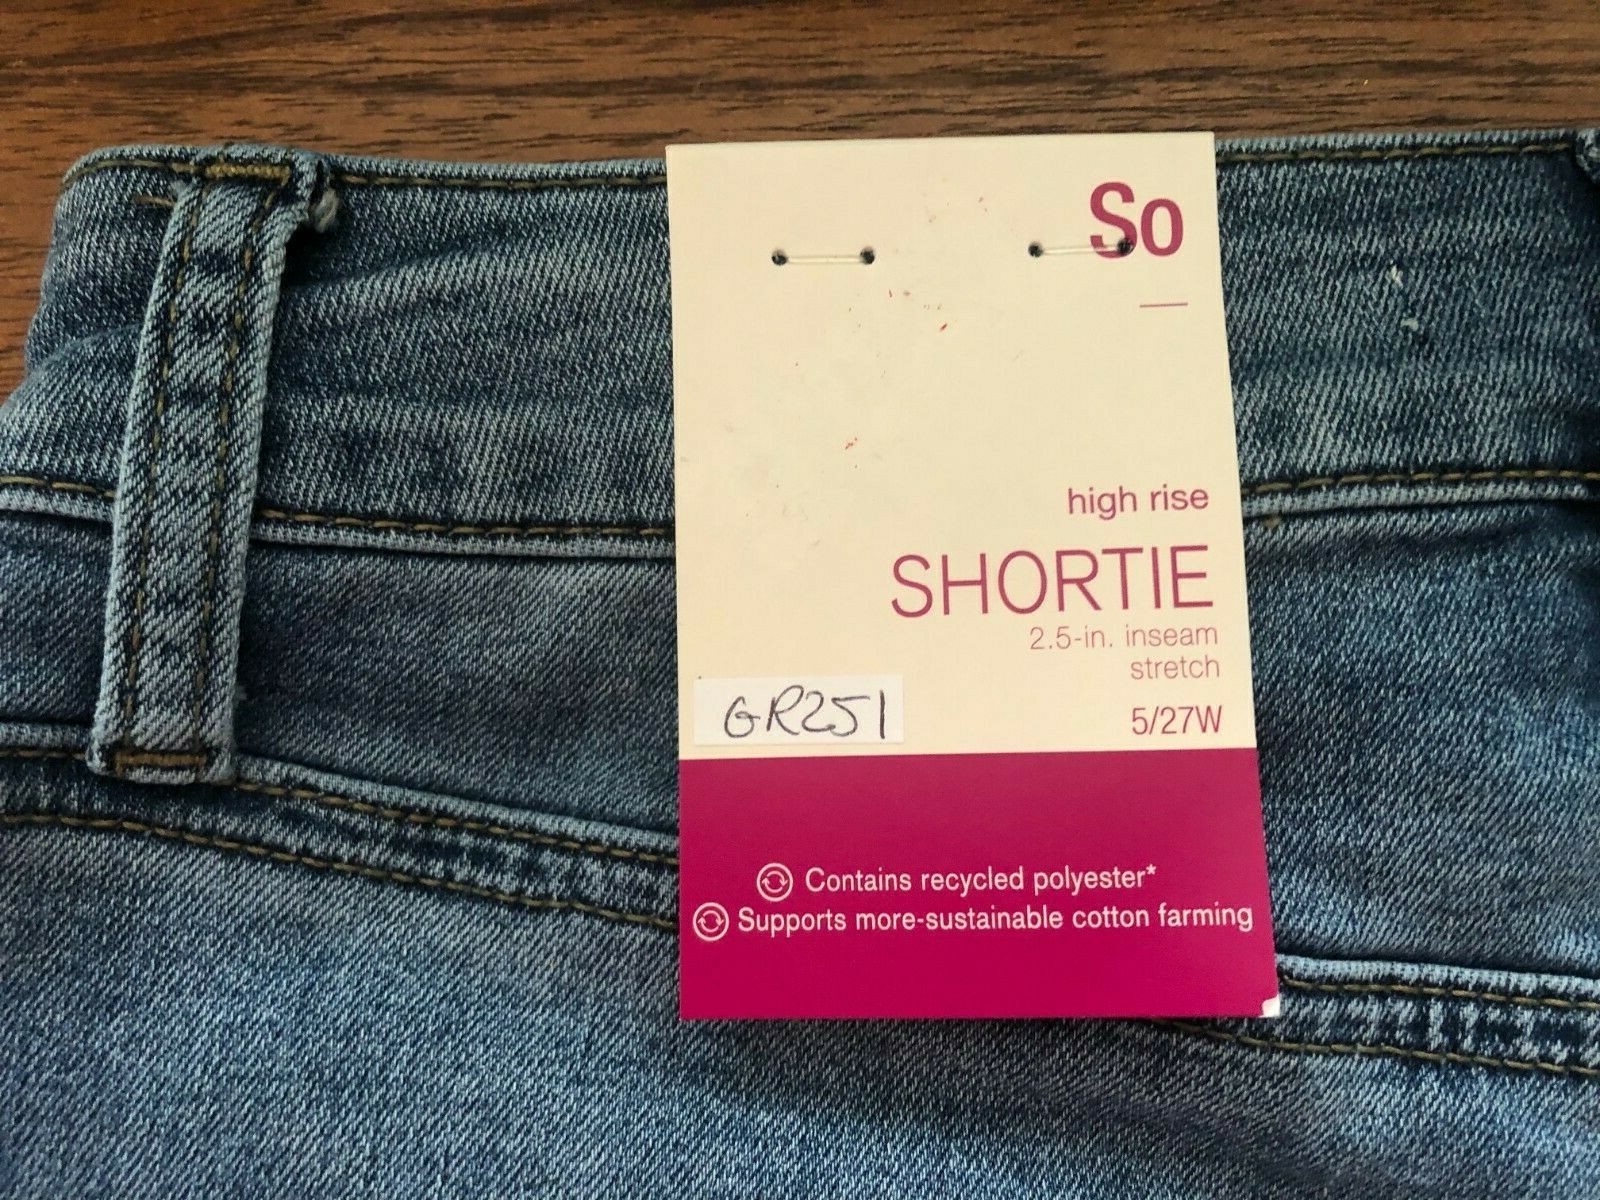 So
high rise
SHORTIE
2.5-in. inseam
stretch
5/27W
GR251
Contains recycled polyester*
Supports more-sustainable cotton farming